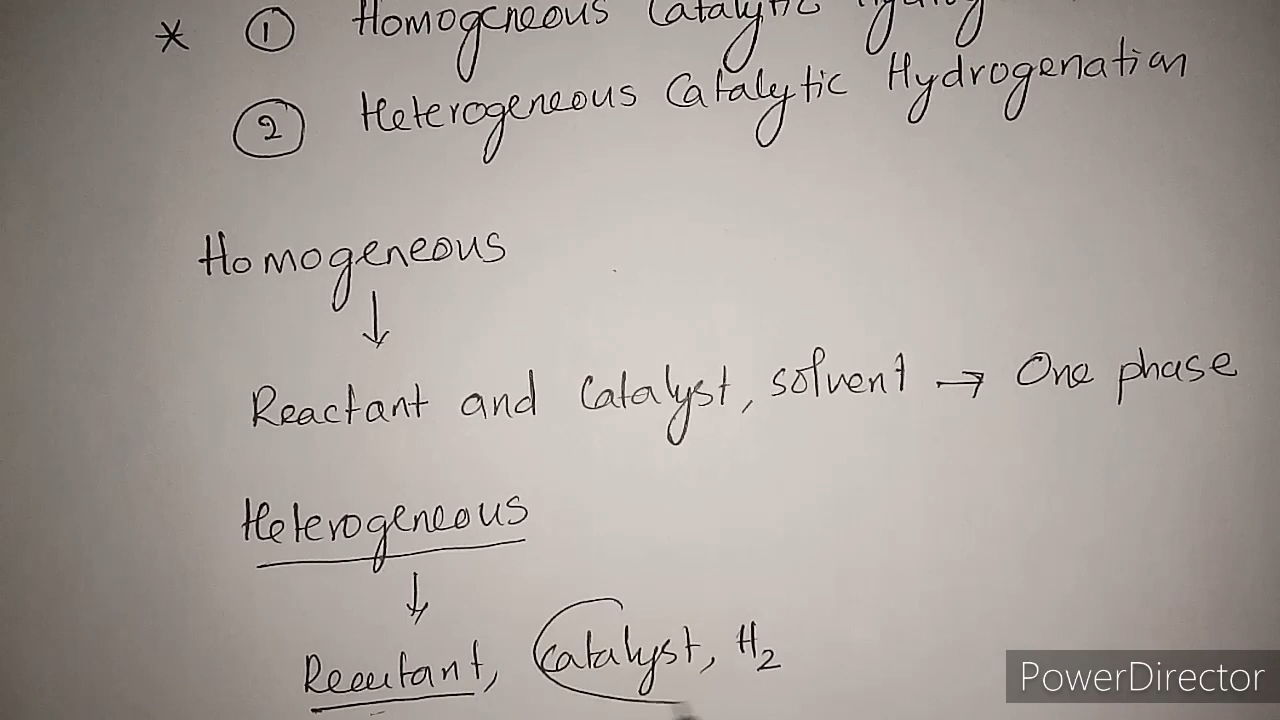 * ① Homogeneous Catalytic
② Heterogeneous Catalytic Hydrogenation
Homogeneous
↓
Reactant and Catalyst, solvent → One phase
Heterogeneous
↓
Reactant, Catalyst, H₂
PowerDirector